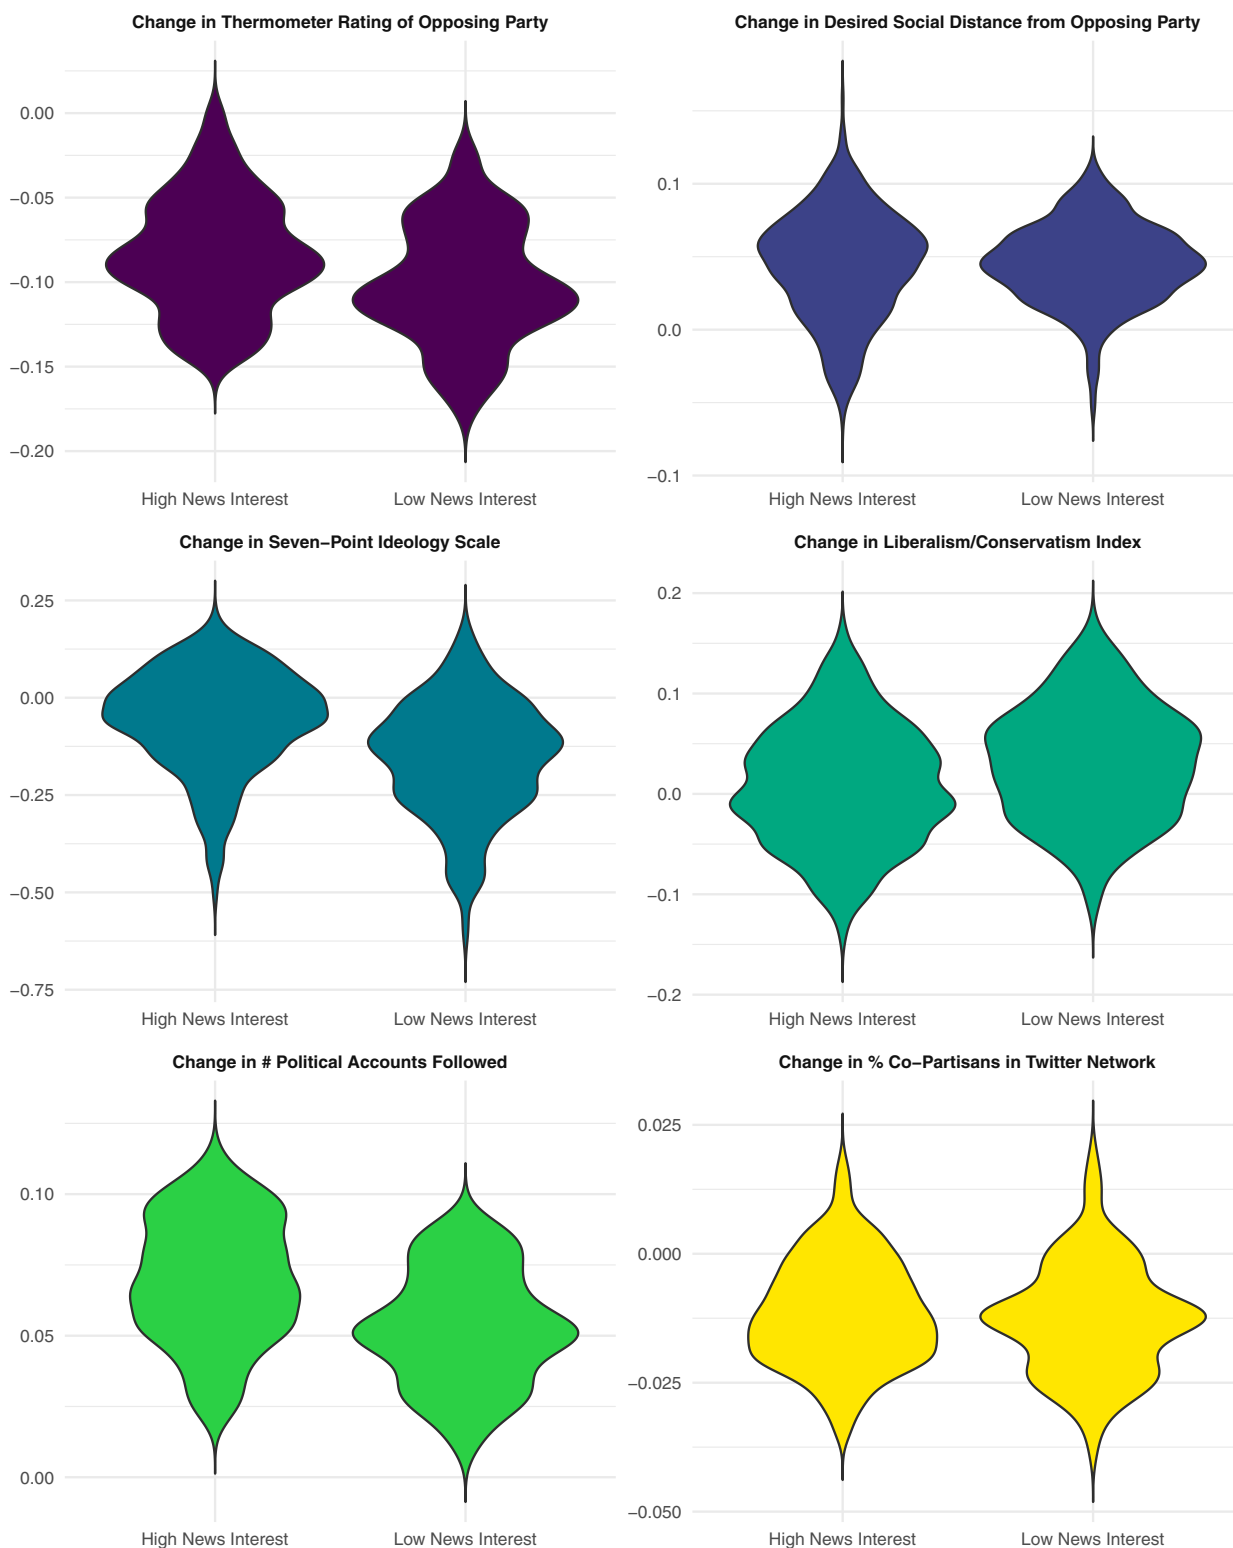 Change in Thermometer Rating of Opposing Party
0.00
−0.05
−0.10
−0.15
−0.20
High News Interest
Low News Interest
Change in Desired Social Distance from Opposing Party
0.1
0.0
−0.1
High News Interest
Low News Interest
Change in Seven−Point Ideology Scale
0.25
0.00
−0.25
−0.50
−0.75
High News Interest
Low News Interest
Change in Liberalism/Conservatism Index
0.2
0.1
0.0
−0.1
−0.2
High News Interest
Low News Interest
Change in # Political Accounts Followed
0.10
0.05
0.00
High News Interest
Low News Interest
Change in % Co−Partisans in Twitter Network
0.025
0.000
−0.025
−0.050
High News Interest
Low News Interest